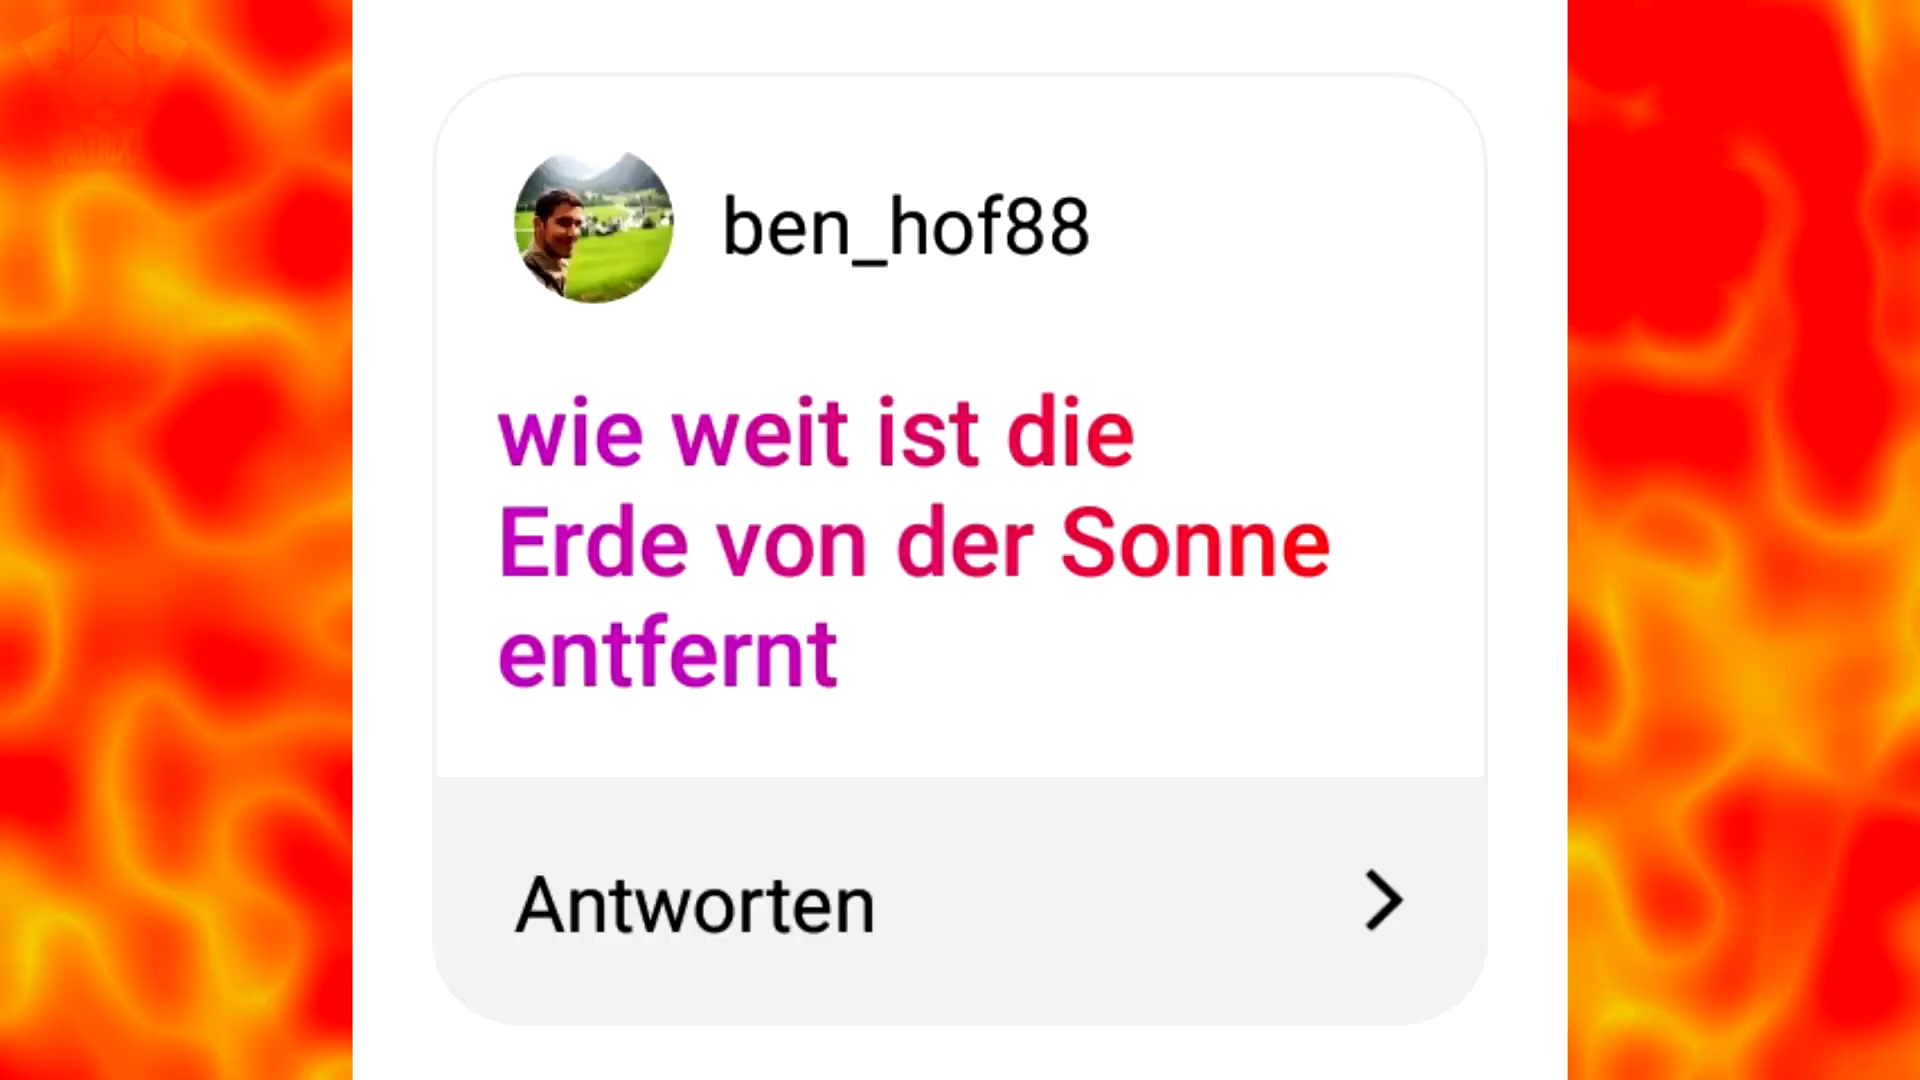 ben_hof88
wie weit ist die
Erde von der Sonne
entfernt
Antworten